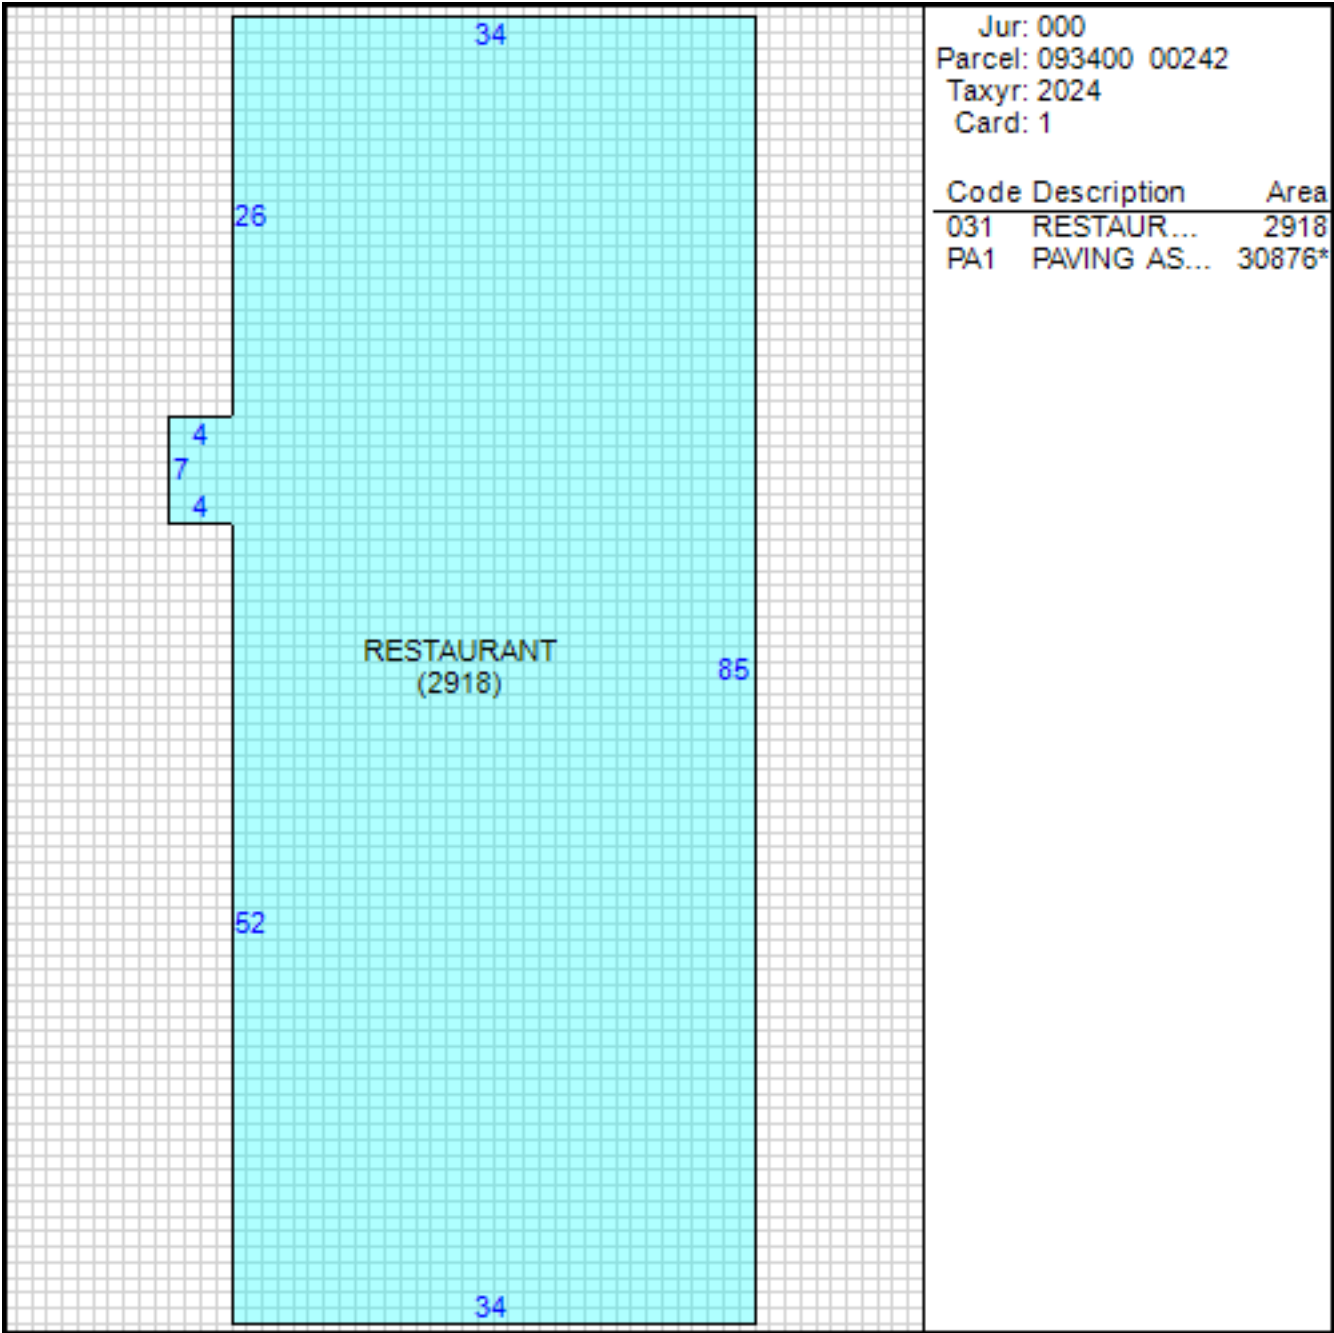 34
26
4
7
4
RESTAURANT
(2918)
85
52
34
Jur: 000
Parcel: 093400 00242
Taxyr: 2024
Card: 1
Code Description Area
031 RESTAUR... 2918
PA1 PAVING AS... 30876*